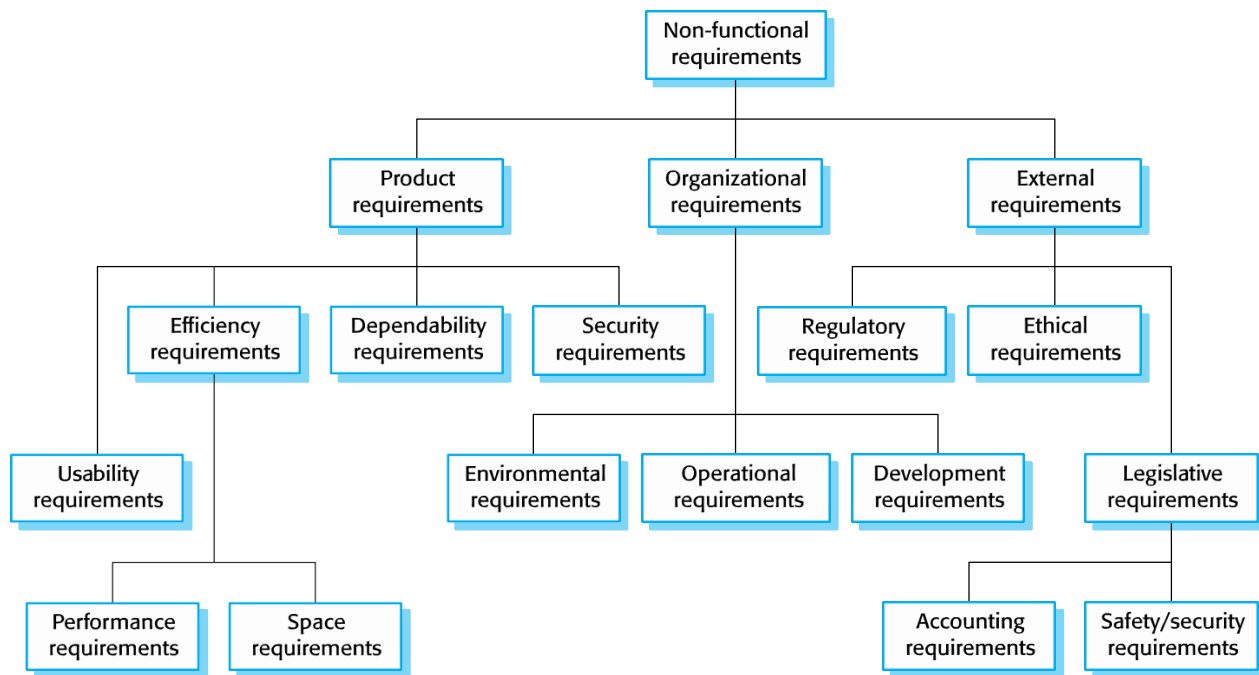 Non-functional
requirements
Product
requirements
Organizational
requirements
External
requirements
Efficiency
requirements
Dependability
requirements
Security
requirements
Regulatory
requirements
Ethical
requirements
Usability
requirements
Environmental
requirements
Operational
requirements
Development
requirements
Legislative
requirements
Performance
requirements
Space
requirements
Accounting
requirements
Safety/security
requirements